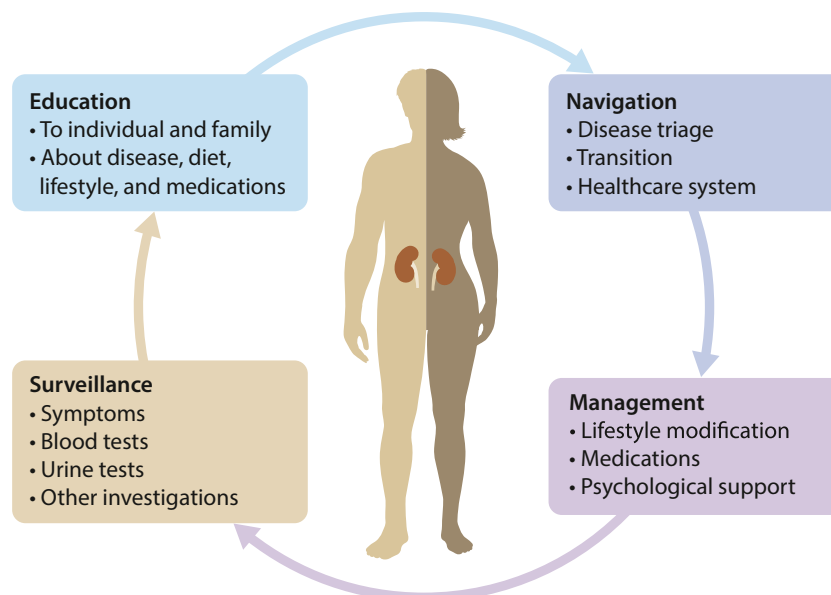 Education
• To individual and family
• About disease, diet,
lifestyle, and medications
Navigation
• Disease triage
• Transition
• Healthcare system
Surveillance
• Symptoms
• Blood tests
• Urine tests
• Other investigations
Management
• Lifestyle modification
• Medications
• Psychological support